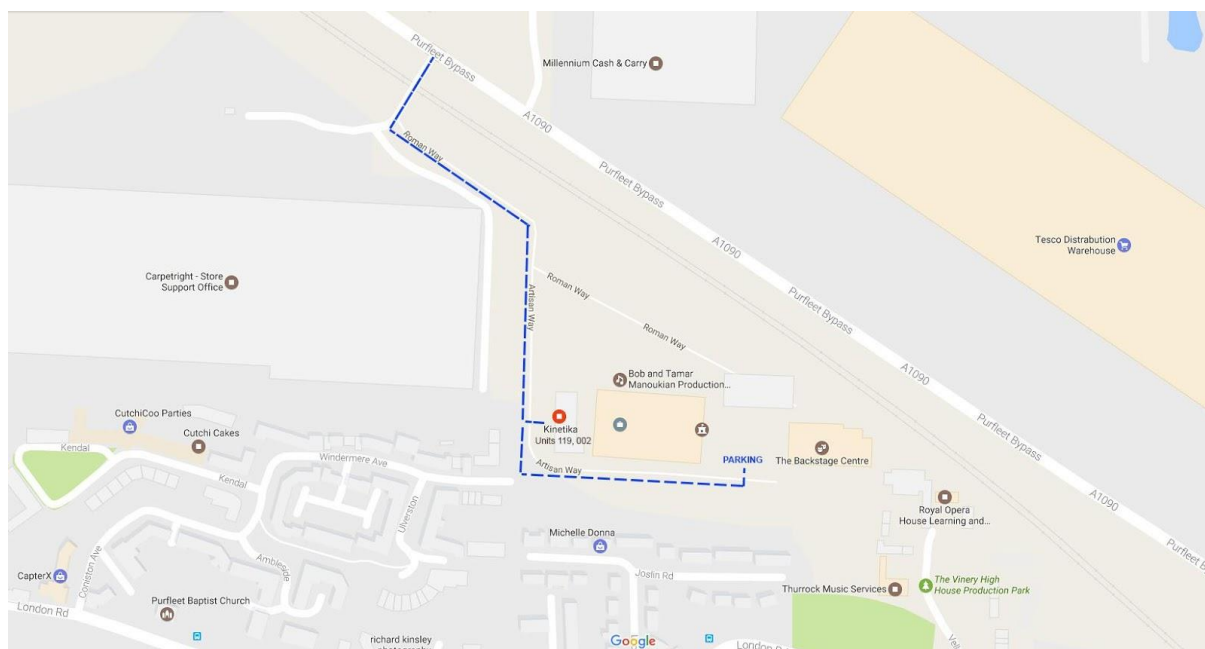 Purfleet Bypass
Millennium Cash & Carry
A1090
Roman Way
Purfleet Bypass
A1090
Tesco Distrabution
Warehouse
Carpetright - Store
Support Office
Roman Way
Artisan Way
Purfleet Bypass
Roman Way
A1090
Bob and Tamar
Manoukian Production...
CutchiCoo Parties
Kinetika
Units 119, 002
Cutchi Cakes
Kendal
Windermere Ave
PARKING
The Backstage Centre
Purfleet Bypass
Artisan Way
Kendal
A1090
Ulverston
Royal Opera
House Learning and...
Michelle Donna
Purfleet
Ambleside
Coniston Ave
CapterX
Joslin Rd
The Vinery High
House Production Park
Thurrock Music Services
Purfleet Baptist Church
London Rd
richard kinsley
Google
London R